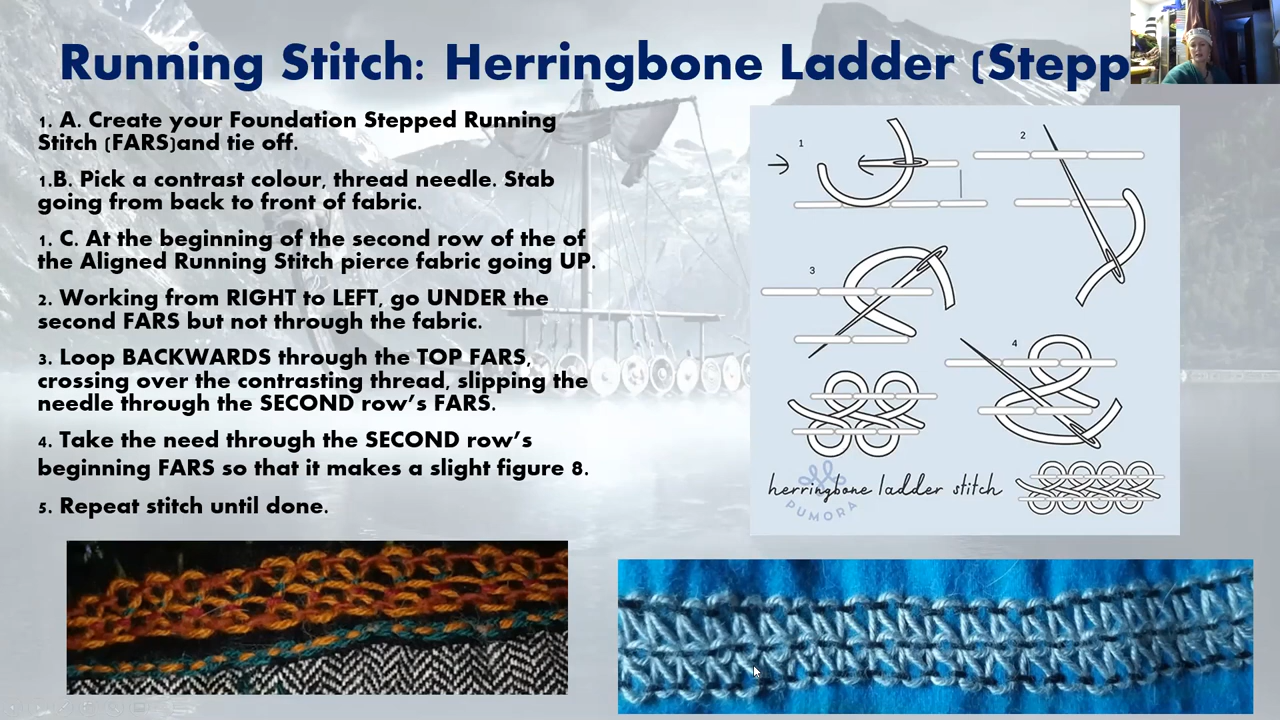 Running Stitch: Herringbone Ladder (Stepp
1. A. Create your Foundation Stepped Running
Stitch (FARS)and tie off.
1.B. Pick a contrast colour, thread needle. Stab
going from back to front of fabric.
1. C. At the beginning of the second row of the of
the Aligned Running Stitch pierce fabric going UP.
2. Working from RIGHT to LEFT, go UNDER the
second FARS but not through the fabric.
3. Loop BACKWARDS through the TOP FARS,
crossing over the contrasting thread, slipping the
needle through the SECOND row's FARS.
4. Take the need through the SECOND row's
beginning FARS so that it makes a slight figure 8.
5. Repeat stitch until done.
1
2
3
4
herringbone ladder stitch
PUMORA